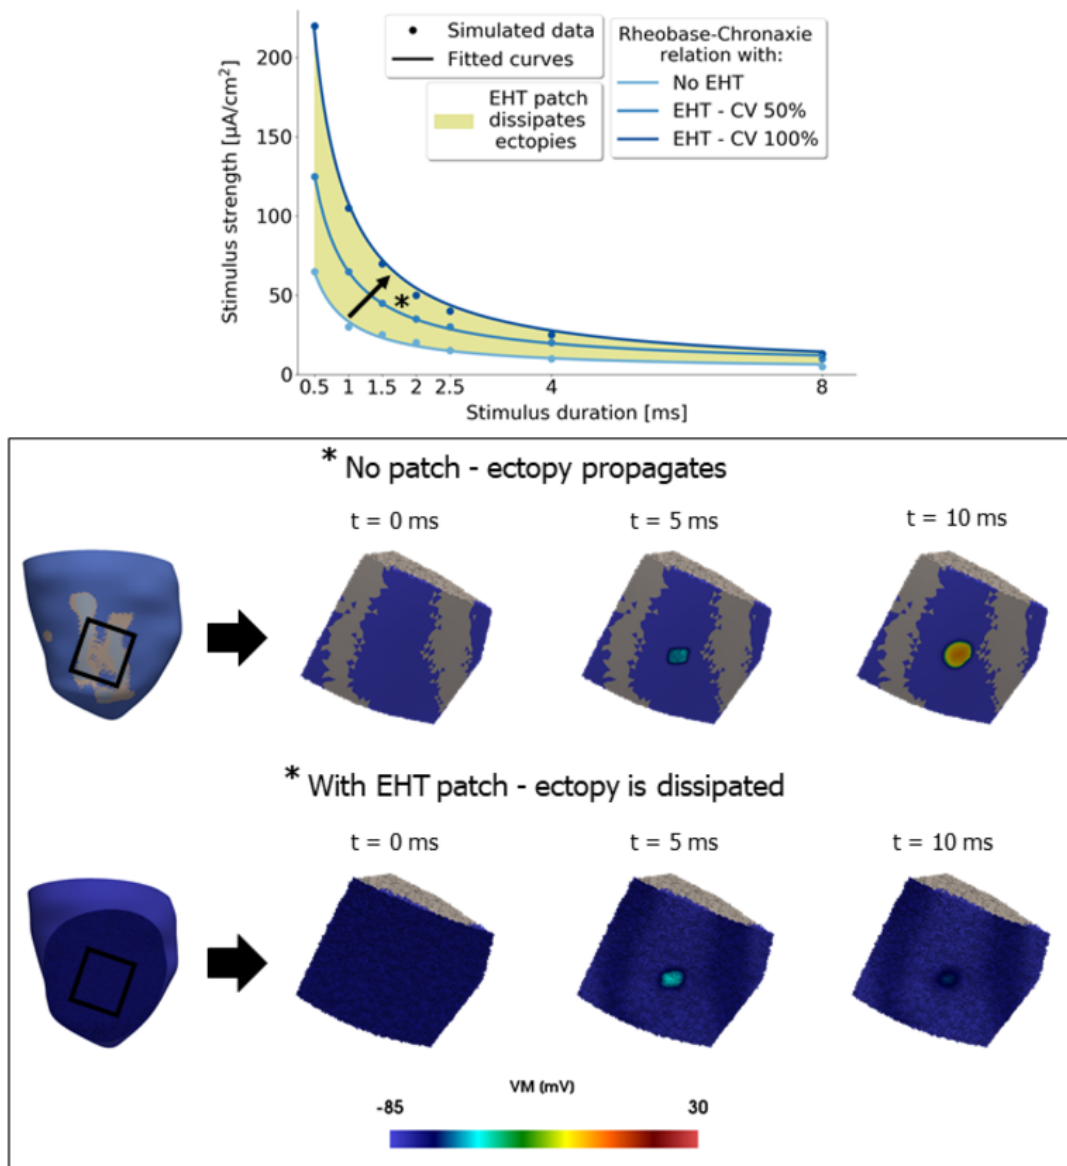 Stimulus strength [µA/cm²]
200
150
100
50
0
0.5 1 1.5 2 2.5 4 8
Stimulus duration [ms]
Simulated data
Fitted curves
EHT patch
dissipates
ectopies
Rheobase-Chronaxie
relation with:
No EHT
EHT - CV 50%
EHT - CV 100%
*
* No patch - ectopy propagates
t = 0 ms t = 5 ms t = 10 ms
* With EHT patch - ectopy is dissipated
t = 0 ms t = 5 ms t = 10 ms
VM (mV)
-85 30